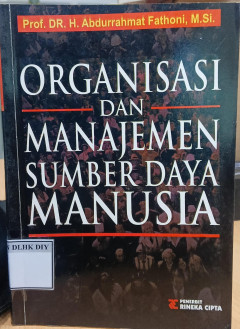 Prof. DR. H. Abdurrahmat Fathoni, M.Si.
ORGANISASI
DAN
MANAJEMEN
SUMBER DAYA
MANUSIA
DLHK DIY
PENERBIT
RINEKA CIPTA